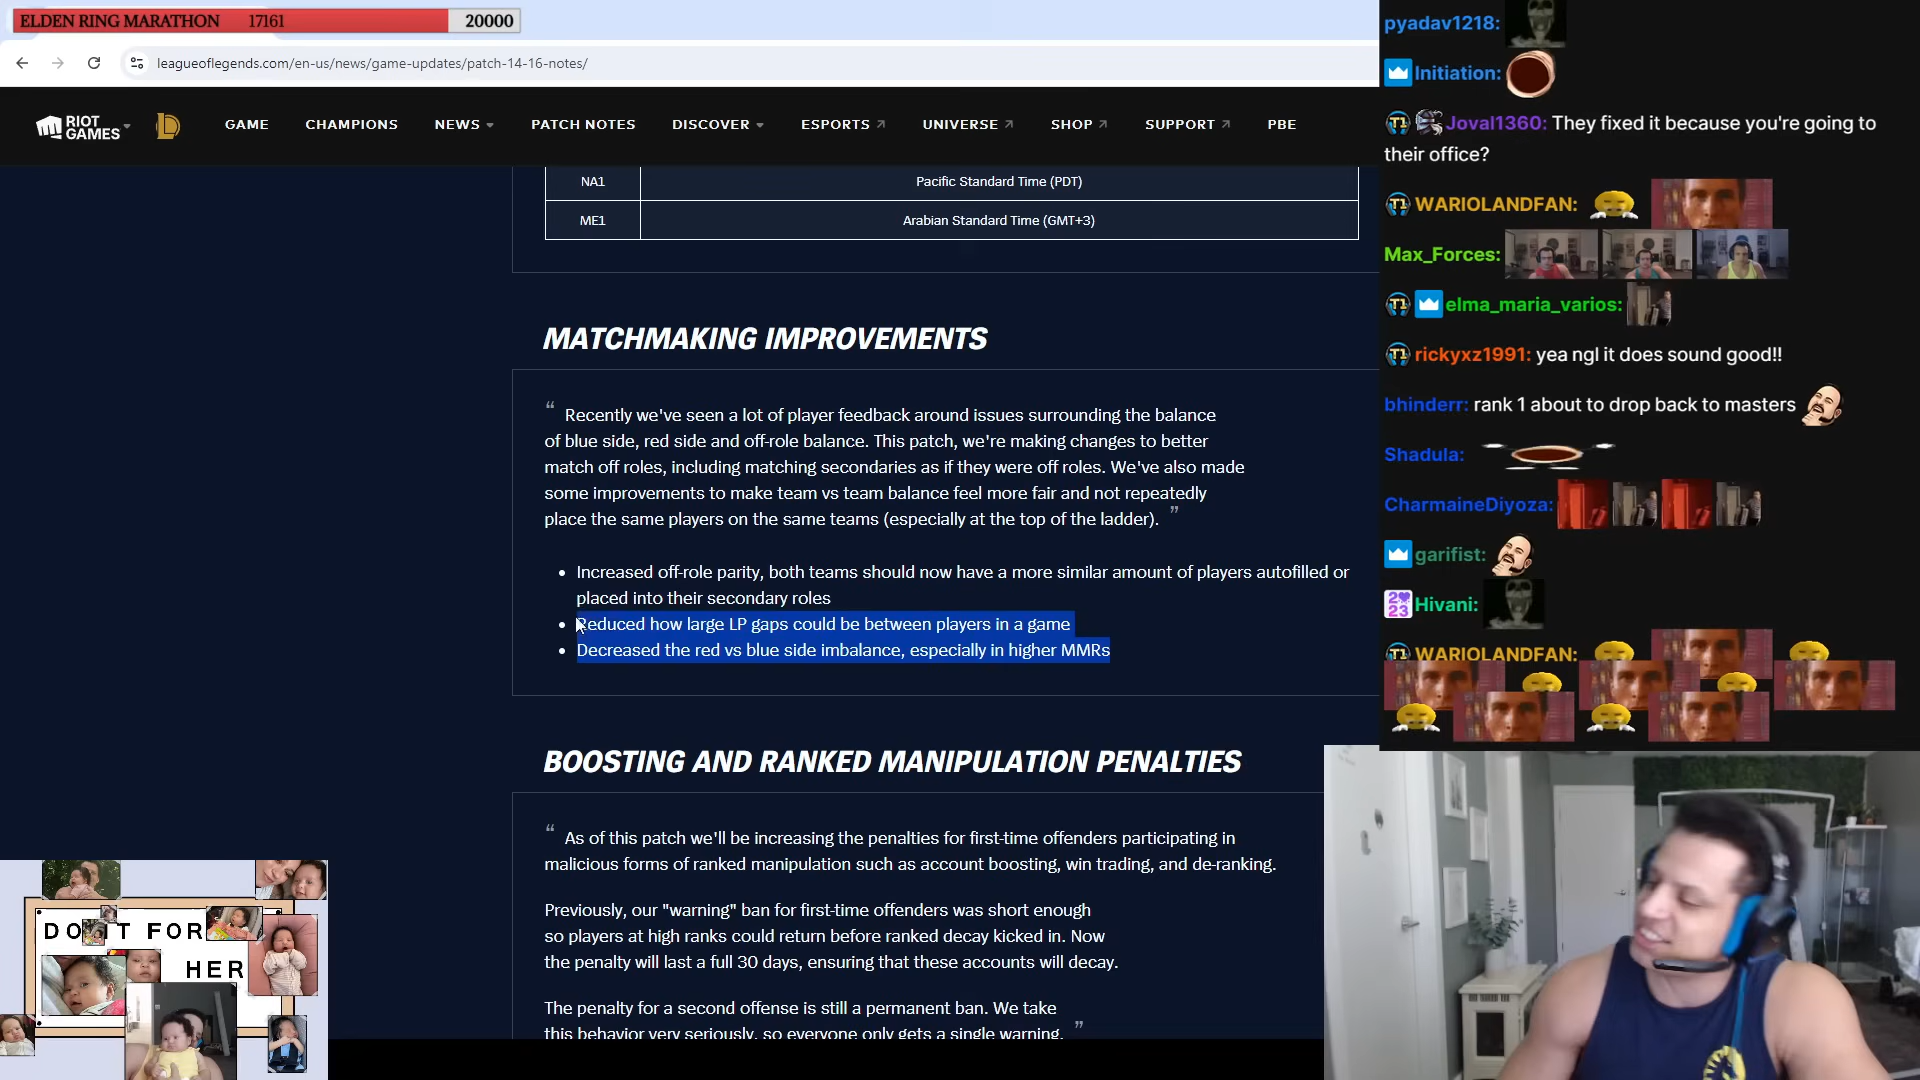 ELDEN RING MARATHON 17161 20000
leagueoflegends.com/en-us/news/game-updates/patch-14-16-notes/
RIOT GAMES
GAME CHAMPIONS NEWS PATCH NOTES DISCOVER ESPORTS UNIVERSE SHOP SUPPORT PBE
NA1 Pacific Standard Time (PDT)
ME1 Arabian Standard Time (GMT+3)
MATCHMAKING IMPROVEMENTS
“ Recently we've seen a lot of player feedback around issues surrounding the balance
of blue side, red side and off-role balance. This patch, we're making changes to better
match off roles, including matching secondaries as if they were off roles. We've also made
some improvements to make team vs team balance feel more fair and not repeatedly
place the same players on the same teams (especially at the top of the ladder). ”
• Increased off-role parity, both teams should now have a more similar amount of players autofilled or
placed into their secondary roles
• Reduced how large LP gaps could be between players in a game
• Decreased the red vs blue side imbalance, especially in higher MMRs
BOOSTING AND RANKED MANIPULATION PENALTIES
“ As of this patch we'll be increasing the penalties for first-time offenders participating in
malicious forms of ranked manipulation such as account boosting, win trading, and de-ranking.
Previously, our "warning" ban for first-time offenders was short enough
so players at high ranks could return before ranked decay kicked in. Now
the penalty will last a full 30 days, ensuring that these accounts will decay.
The penalty for a second offense is still a permanent ban. We take
this behavior very seriously, so everyone only gets a single warning. ”
pyadav1218:
Initiation:
T1 Joval1360: They fixed it because you're going to
their office?
T1 WARIOLANDFAN:
Max_Forces:
T1 elma_maria_varios:
T1 rickyxz1991: yea ngl it does sound good!!
bhinderr: rank 1 about to drop back to masters
Shadula:
CharmaineDiyoza:
garifist:
2023 Hivani:
T1 WARIOLANDFAN:
DO IT FOR
HER